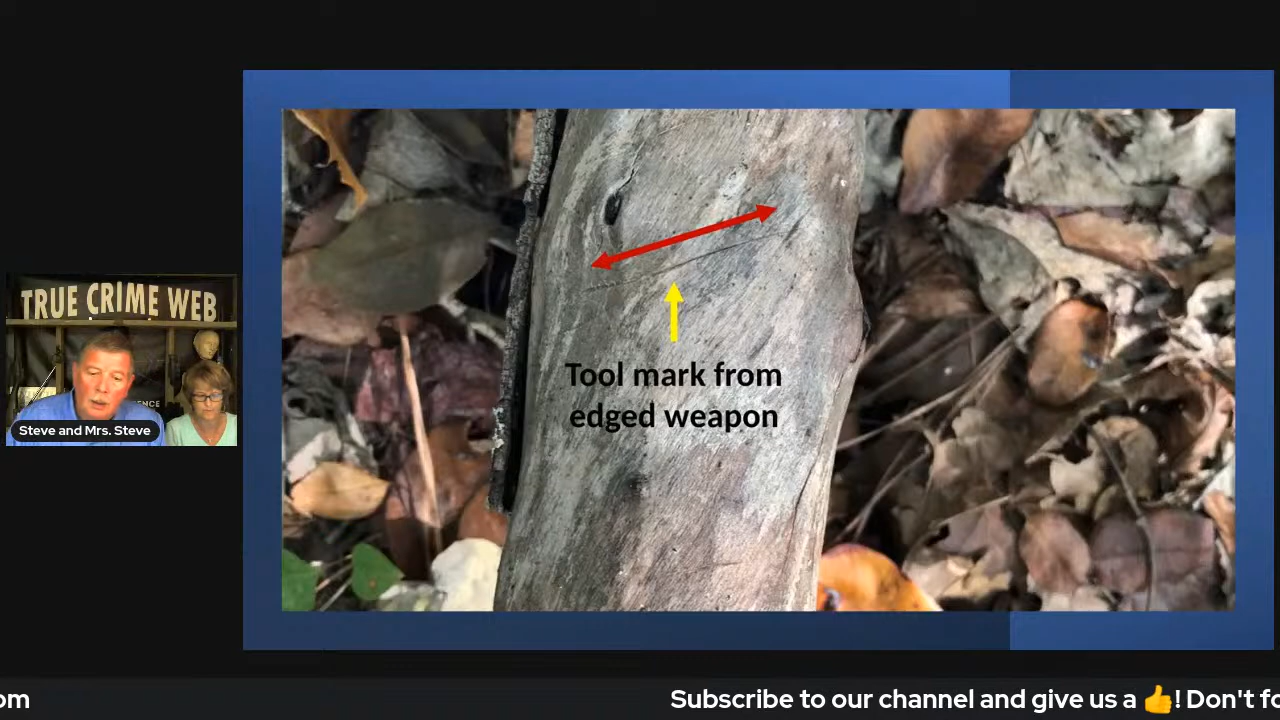 TRUE CRIME WEB
ENCE
Steve and Mrs. Steve
Tool mark from
edged weapon
om
Subscribe to our channel and give us a 👍! Don't fo